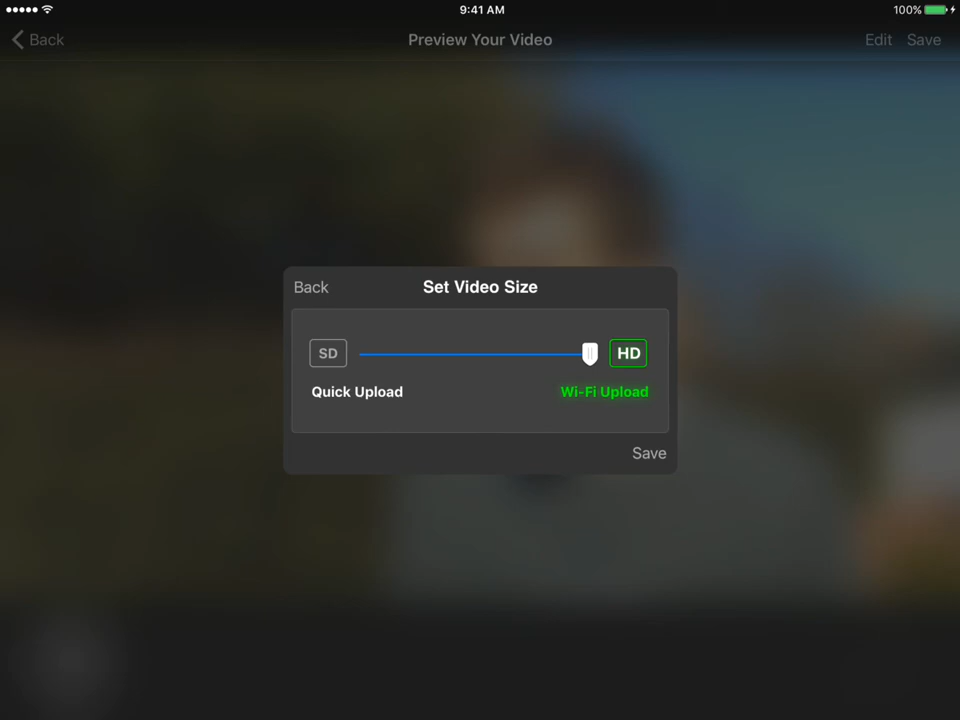 9:41 AM
100%
Back
Preview Your Video
Edit
Save
Back
Set Video Size
SD
HD
Quick Upload
Wi-Fi Upload
Save